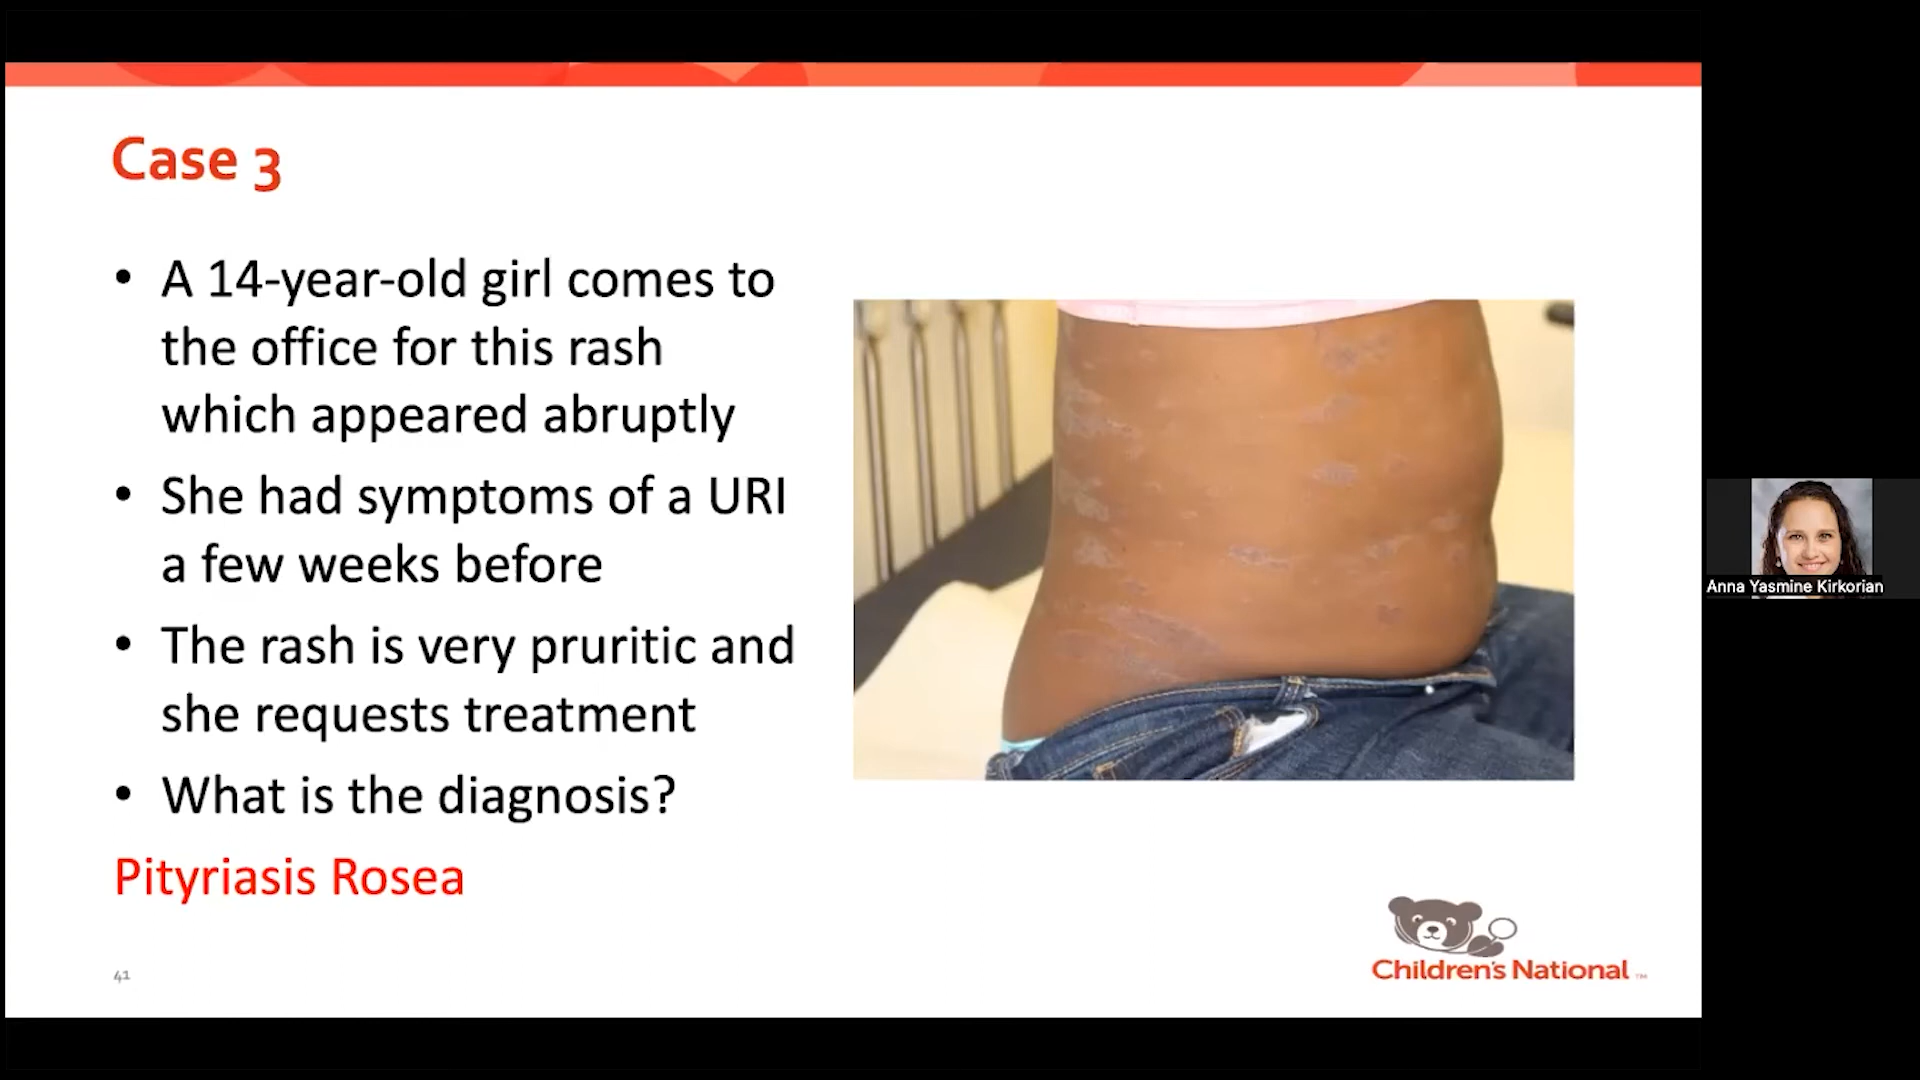 Case 3
• A 14-year-old girl comes to
the office for this rash
which appeared abruptly
• She had symptoms of a URI
a few weeks before
• The rash is very pruritic and
she requests treatment
• What is the diagnosis?
Pityriasis Rosea
41
Children's National ™
Anna Yasmine Kirkorian